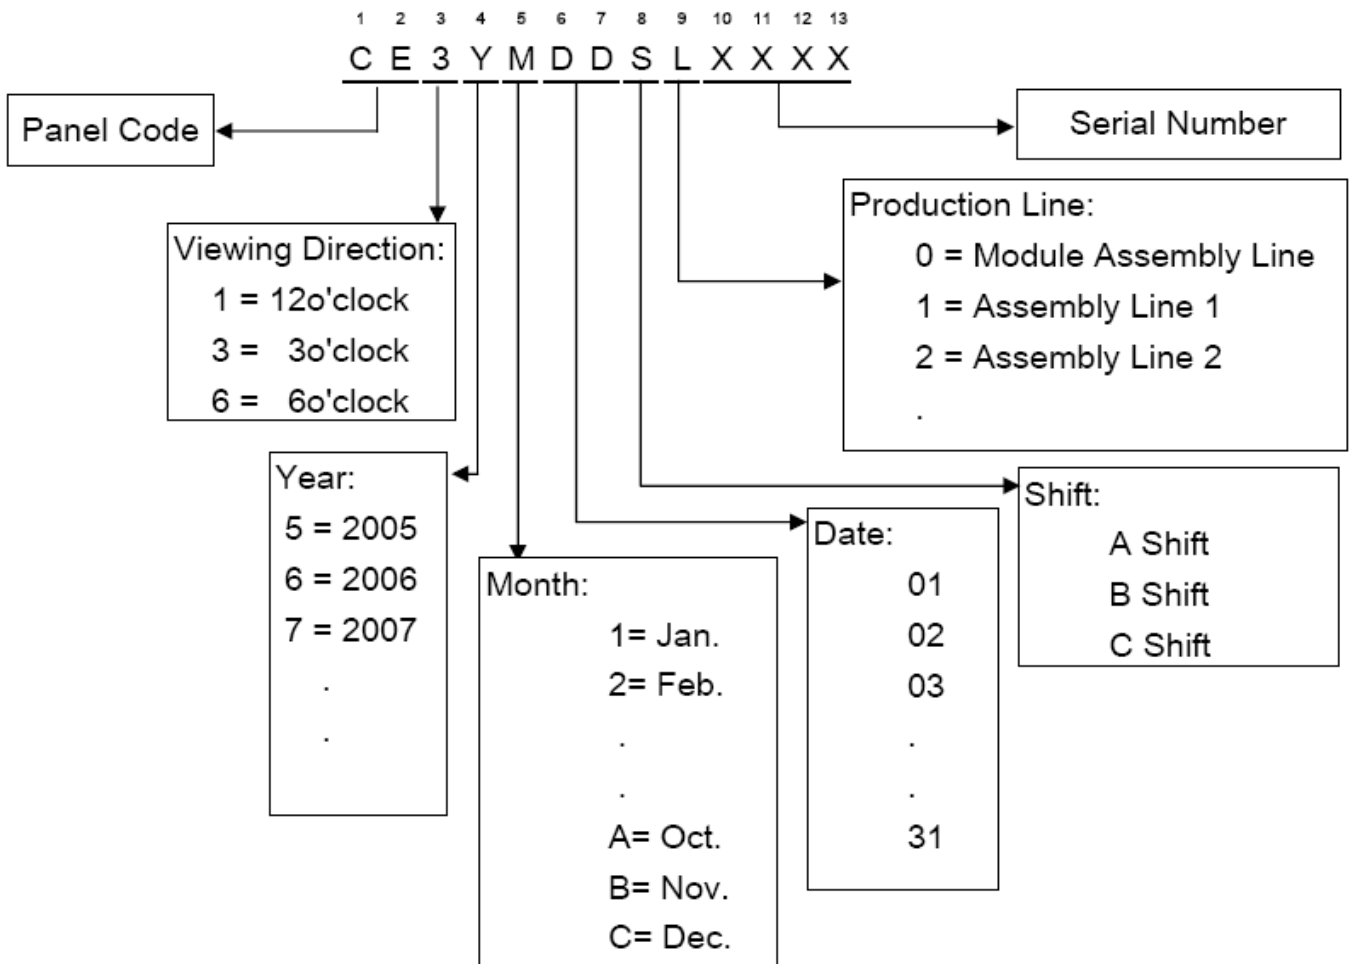 1 2 3 4 5 6 7 8 9 10 11 12 13
C E 3 Y M D D S L X X X X
Panel Code
Serial Number
Viewing Direction:
1 = 12o'clock
3 = 3o'clock
6 = 6o'clock
Production Line:
0 = Module Assembly Line
1 = Assembly Line 1
2 = Assembly Line 2
.
Year:
5 = 2005
6 = 2006
7 = 2007
.
.
Month:
1= Jan.
2= Feb.
.
.
A= Oct.
B= Nov.
C= Dec.
Date:
01
02
03
.
.
31
Shift:
A Shift
B Shift
C Shift